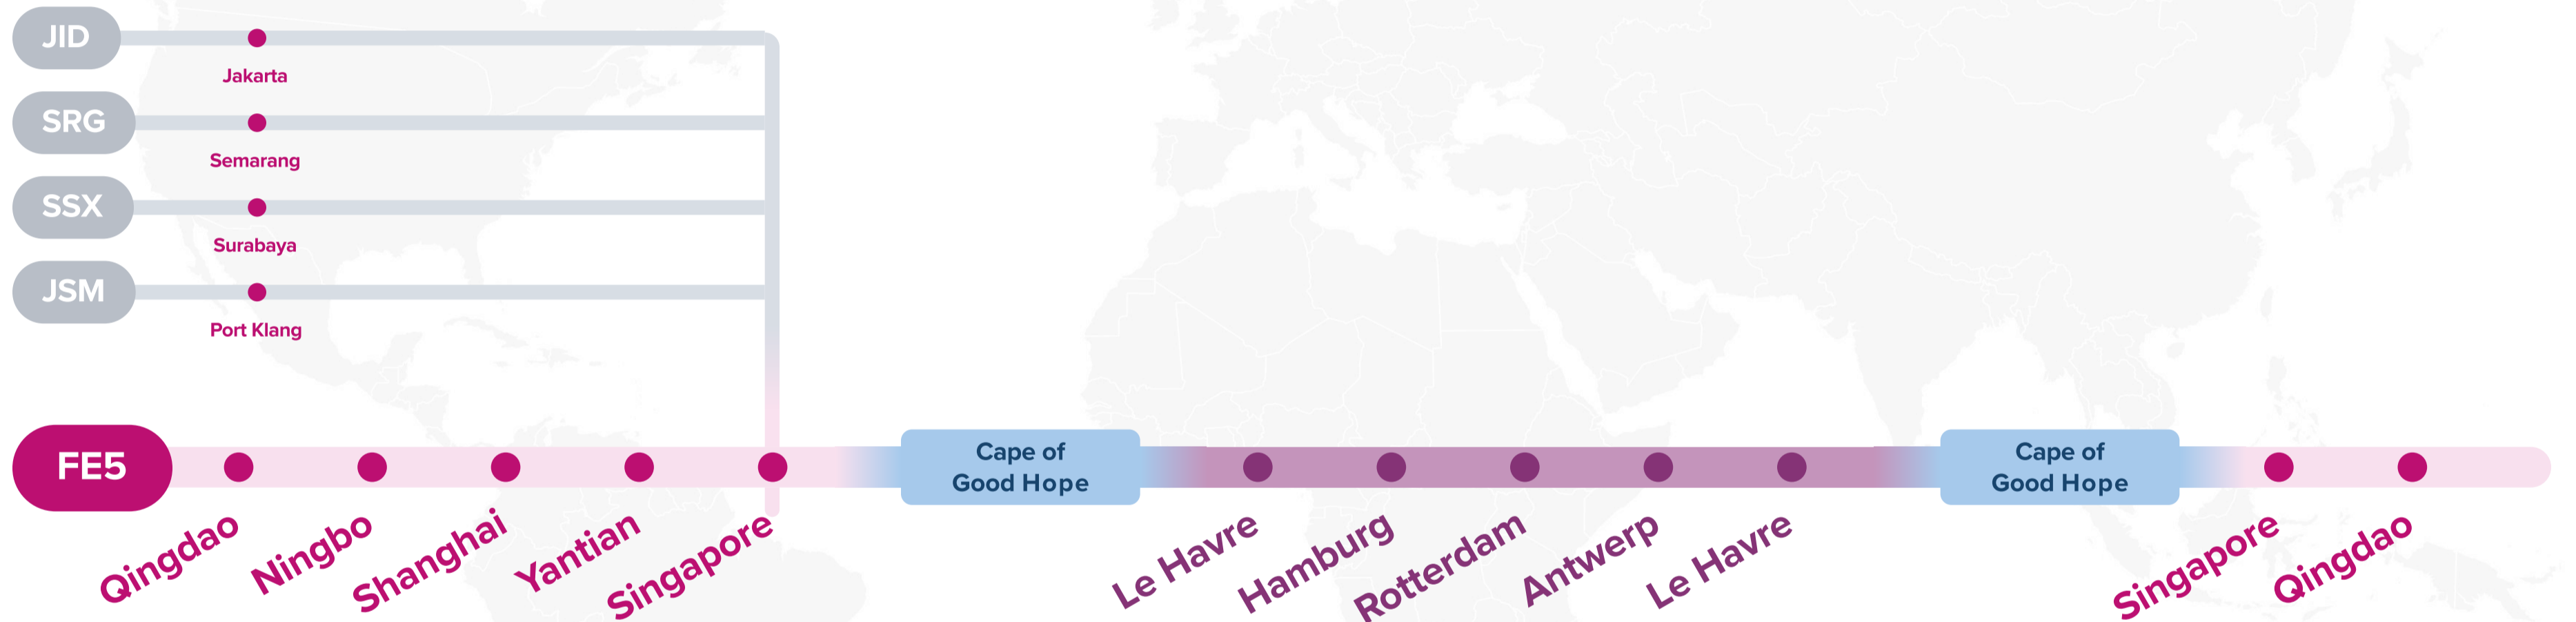 JID
Jakarta
SRG
Semarang
SSX
Surabaya
JSM
Port Klang
FE5
Qingdao
Ningbo
Shanghai
Yantian
Singapore
Cape of
Good Hope
Le Havre
Hamburg
Rotterdam
Antwerp
Le Havre
Cape of
Good Hope
Singapore
Qingdao